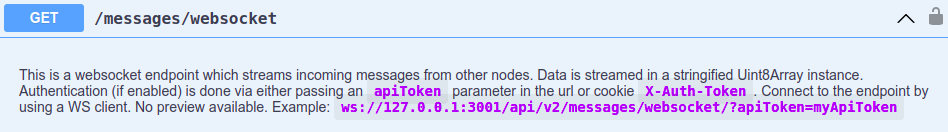 GET /messages/websocket
This is a websocket endpoint which streams incoming messages from other nodes. Data is streamed in a stringified Uint8Array instance.
Authentication (if enabled) is done via either passing an apiToken parameter in the url or cookie X-Auth-Token . Connect to the endpoint by
using a WS client. No preview available. Example: ws://127.0.0.1:3001/api/v2/messages/websocket/?apiToken=myApiToken